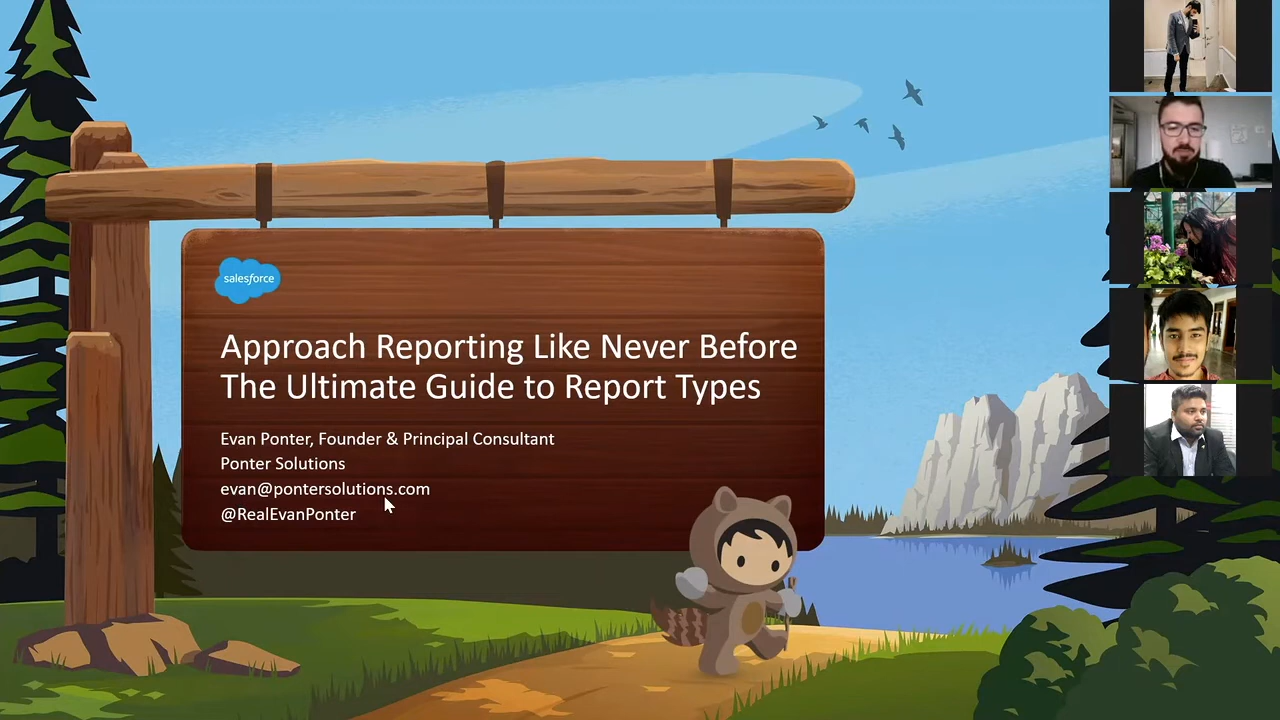 salesforce
Approach Reporting Like Never Before
The Ultimate Guide to Report Types
Evan Ponter, Founder & Principal Consultant
Ponter Solutions
evan@pontersolutions.com
@RealEvanPonter